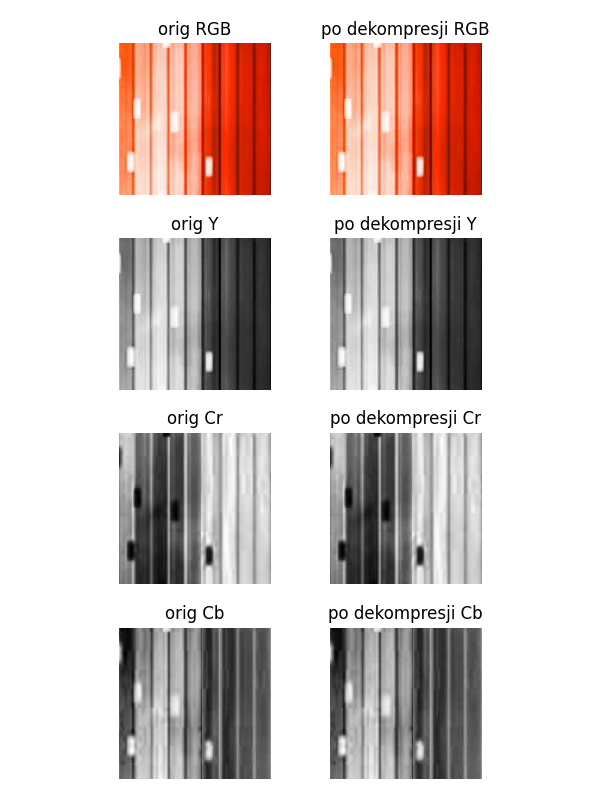 orig RGB
po dekompresji RGB
orig Y
po dekompresji Y
orig Cr
po dekompresji Cr
orig Cb
po dekompresji Cb